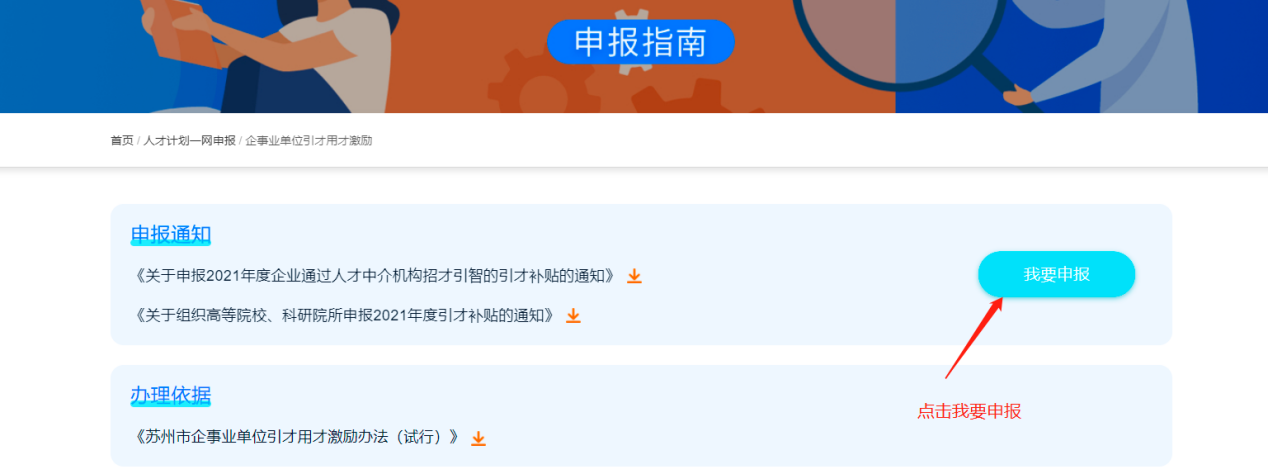 申报指南
首页 / 人才计划一网申报 / 企事业单位引才用才激励
申报通知
《关于申报2021年度企业通过人才中介机构招才引智的引才补贴的通知》
我要申报
《关于组织高等院校、科研院所申报2021年度引才补贴的通知》
办理依据
点击我要申报
《苏州市企事业单位引才用才激励办法（试行）》